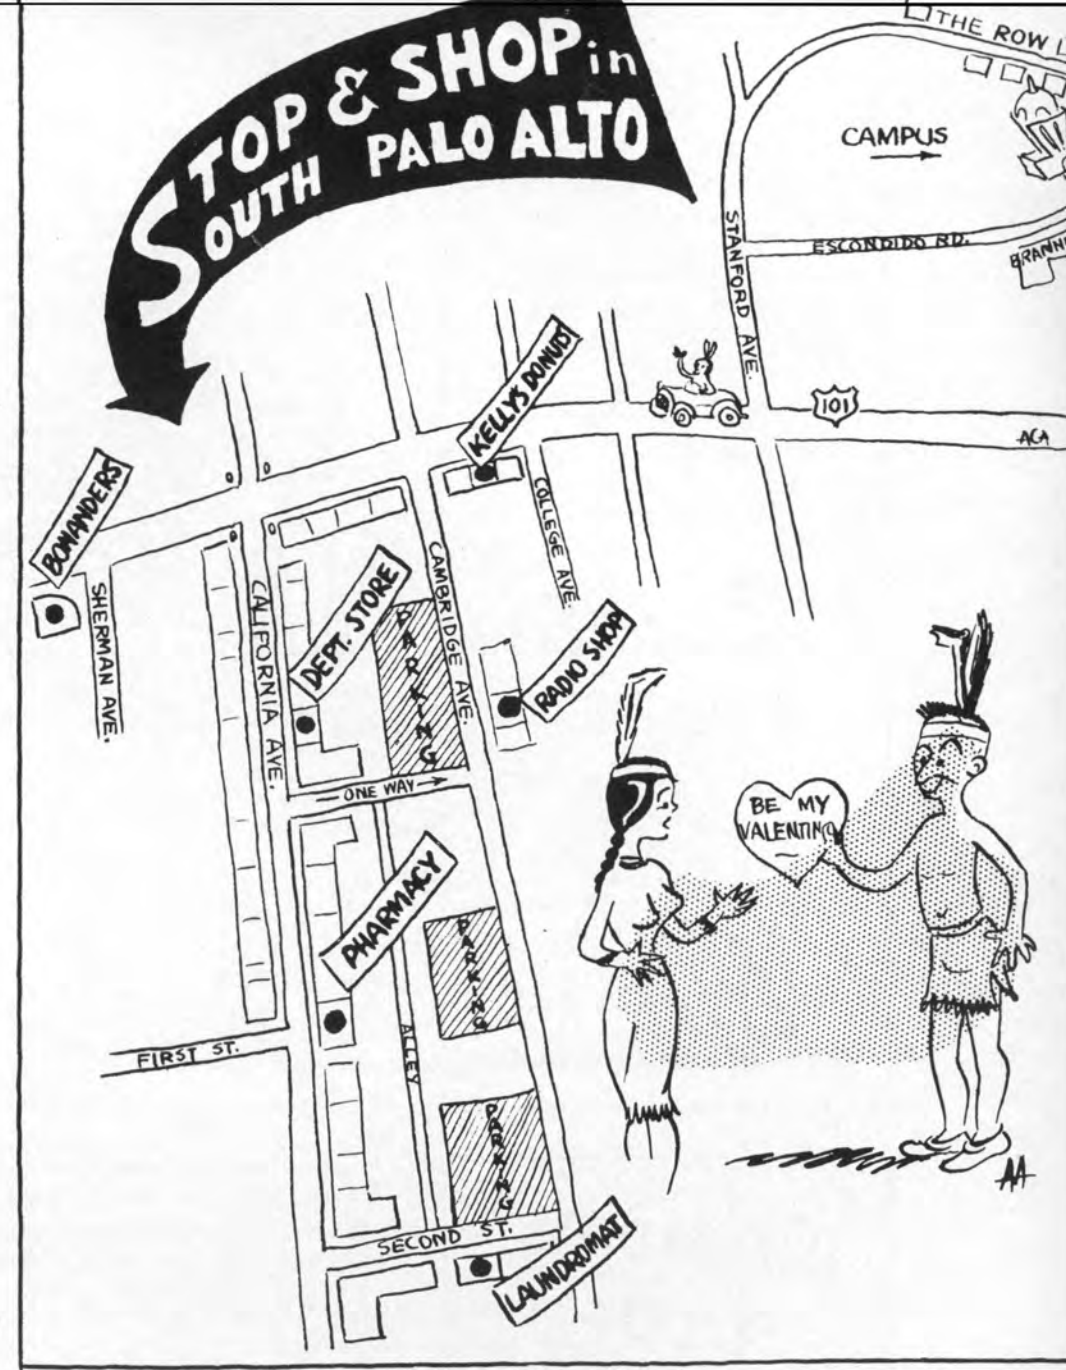 STOP & SHOP in
SOUTH PALO ALTO
THE ROW
CAMPUS
STANFORD AVE.
ESCONDIDO RD.
101
KELLYS DONUTS
BONANDERS
SHERMAN AVE.
CALIFORNIA AVE.
DEPT. STORE
PARKING
CAMBRIDGE AVE.
COLLEGE AVE.
RADIO SHOP
ONE WAY
BE MY
VALENTINE
PHARMACY
PARKING
ALLEY
FIRST ST.
PARKING
SECOND ST.
LAUNDROMAT
AA